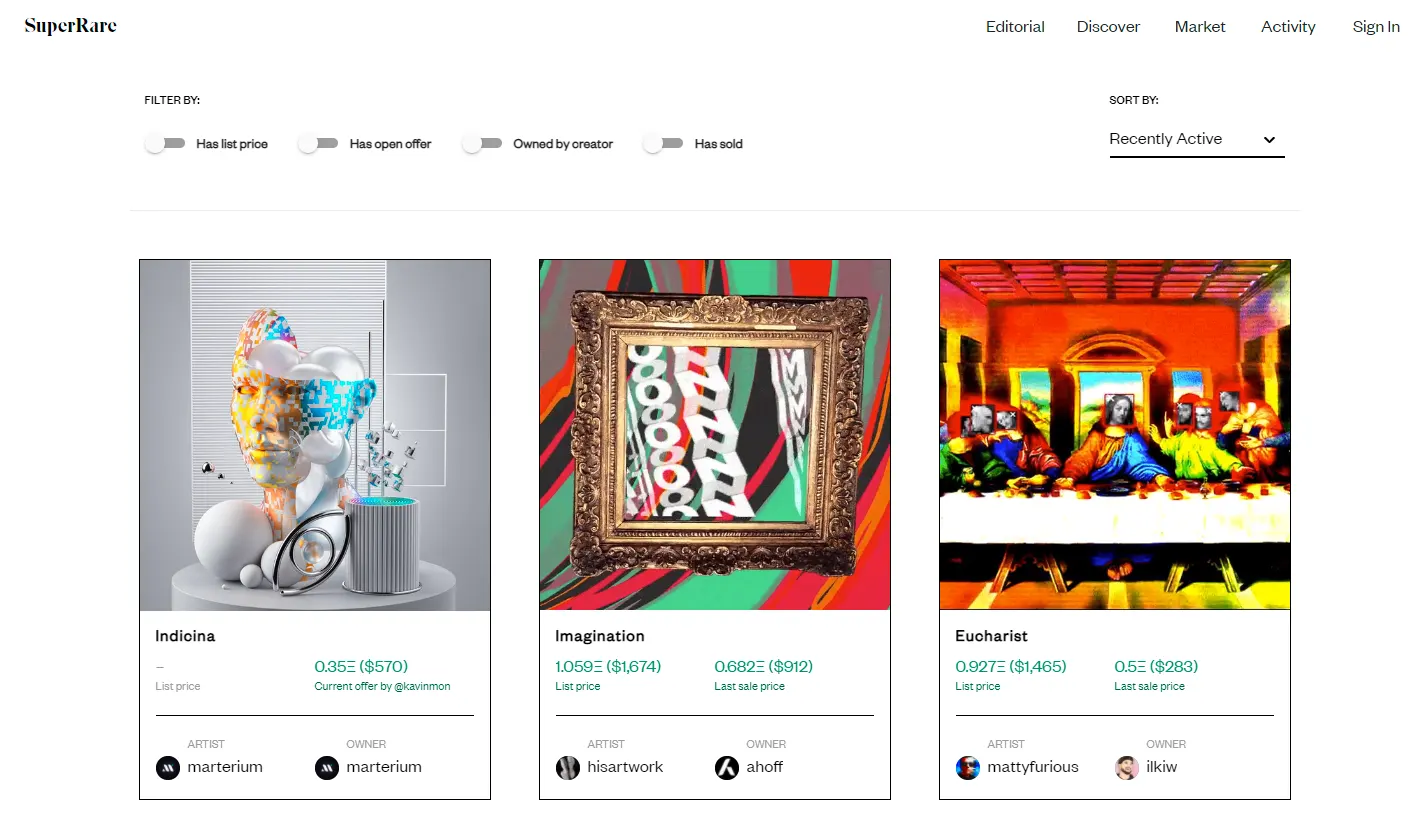 SuperRare
Editorial Discover Market Activity Sign In
FILTER BY:
SORT BY:
Has list price Has open offer Owned by creator Has sold
Recently Active
Indicina
–
0.35Ξ ($570)
List price
Current offer by @kavinmon
ARTIST
OWNER
marterium
marterium
Imagination
1.059Ξ ($1,674)
0.682Ξ ($912)
List price
Last sale price
ARTIST
OWNER
hisartwork
ahoff
Eucharist
0.927Ξ ($1,465)
0.5Ξ ($283)
List price
Last sale price
ARTIST
OWNER
mattyfurious
ilkiw